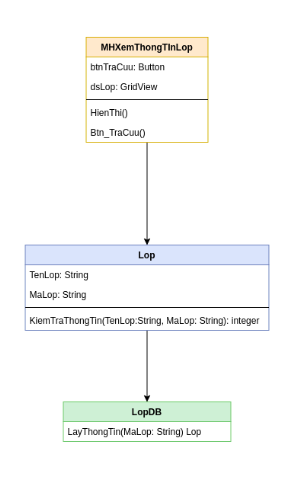 MHXemThongTInLop
btnTraCuu: Button
dsLop: GridView
HienThi()
Btn_TraCuu()
Lop
TenLop: String
MaLop: String
KiemTraThongTin(TenLop:String, MaLop: String): integer
LopDB
LayThongTin(MaLop: String) Lop